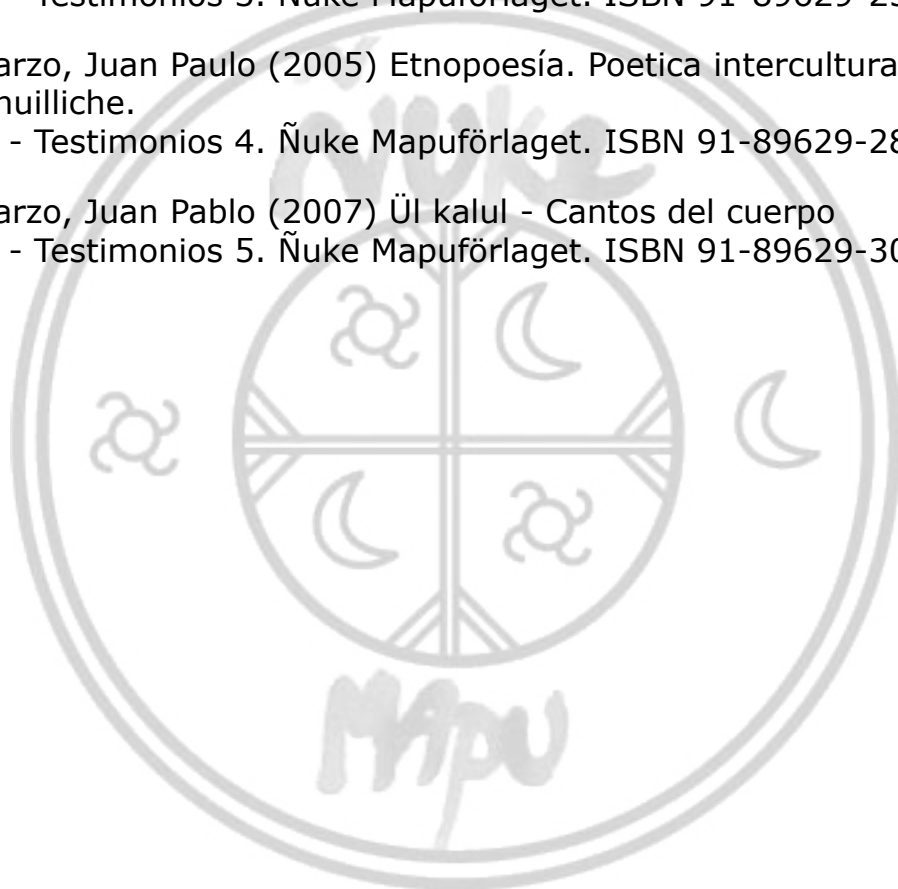 - Testimonios 3. Ñuke Mapuförlaget. ISBN 91-89629-2
arzo, Juan Paulo (2005) Etnopoesía. Poetica intercultura
huilliche.
- Testimonios 4. Ñuke Mapuförlaget. ISBN 91-89629-28
arzo, Juan Pablo (2007) Ül kalul - Cantos del cuerpo
- Testimonios 5. Ñuke Mapuförlaget. ISBN 91-89629-30
Ñuke
MAPU